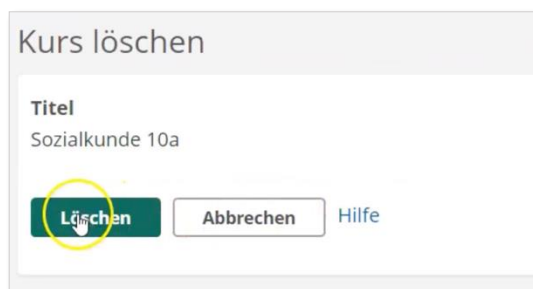 Kurs löschen
Titel
Sozialkunde 10a
Löschen Abbrechen Hilfe